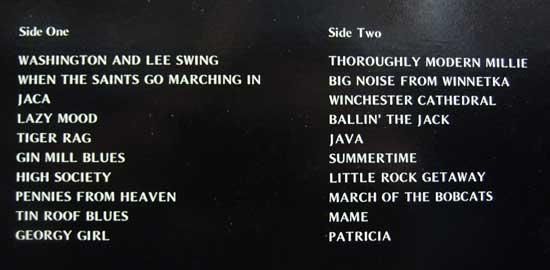 Side One
WASHINGTON AND LEE SWING
WHEN THE SAINTS GO MARCHING IN
JACA
LAZY MOOD
TIGER RAG
GIN MILL BLUES
HIGH SOCIETY
PENNIES FROM HEAVEN
TIN ROOF BLUES
GEORGY GIRL
Side Two
THOROUGHLY MODERN MILLIE
BIG NOISE FROM WINNETKA
WINCHESTER CATHEDRAL
BALLIN' THE JACK
JAVA
SUMMERTIME
LITTLE ROCK GETAWAY
MARCH OF THE BOBCATS
MAME
PATRICIA